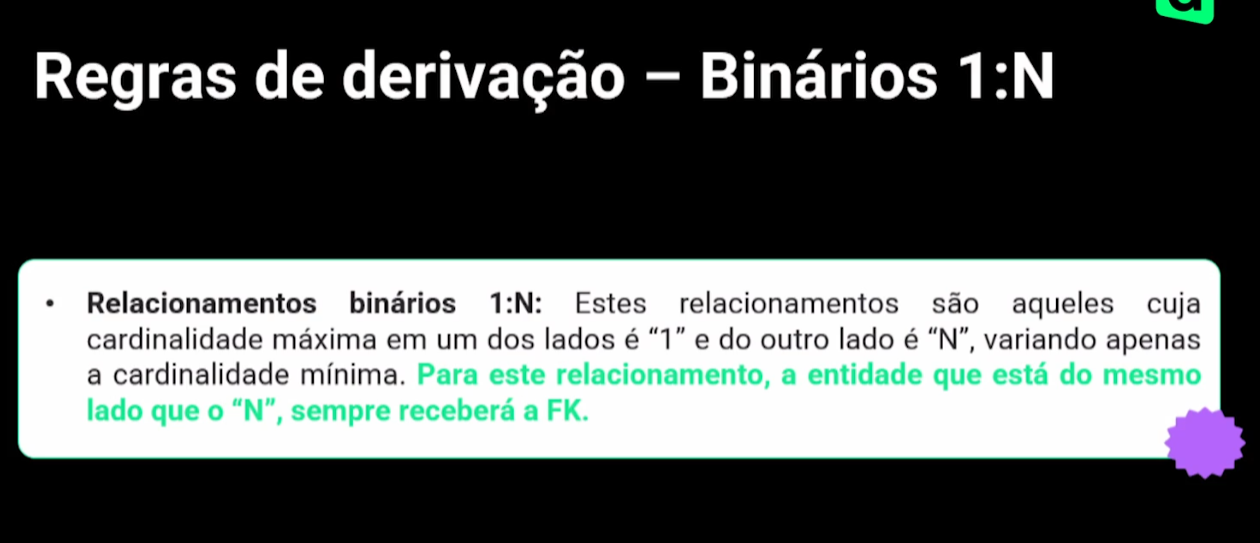 Regras de derivação – Binários 1:N
• Relacionamentos binários 1:N: Estes relacionamentos são aqueles cuja
cardinalidade máxima em um dos lados é “1” e do outro lado é “N”, variando apenas
a cardinalidade mínima. Para este relacionamento, a entidade que está do mesmo
lado que o “N”, sempre receberá a FK.